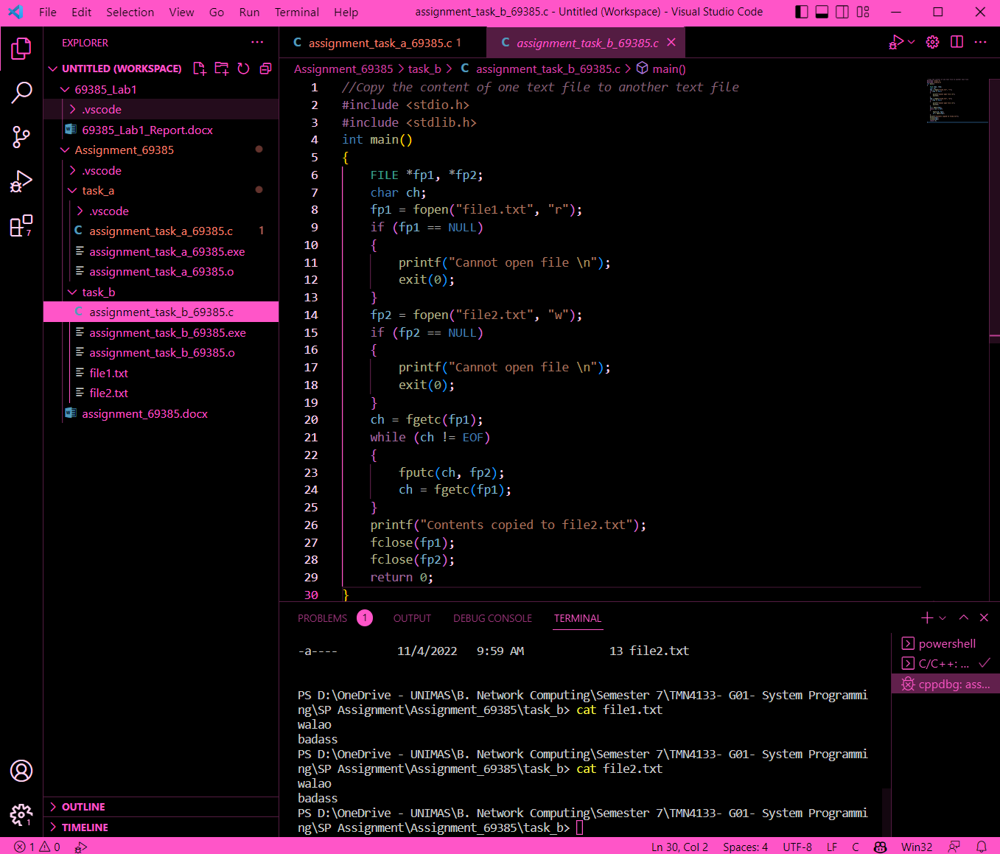 File Edit Selection View Go Run Terminal Help assignment_task_b_69385.c - Untitled (Workspace) - Visual Studio Code
EXPLORER
UNTITLED (WORKSPACE)
69385_Lab1
.vscode
69385_Lab1_Report.docx
Assignment_69385
.vscode
task_a
.vscode
C assignment_task_a_69385.c 1
assignment_task_a_69385.exe
assignment_task_a_69385.o
task_b
C assignment_task_b_69385.c
assignment_task_b_69385.exe
assignment_task_b_69385.o
file1.txt
file2.txt
assignment_69385.docx
OUTLINE
TIMELINE
7
1
C assignment_task_a_69385.c 1 C assignment_task_b_69385.c
Assignment_69385 > task_b > C assignment_task_b_69385.c > main()
1 //Copy the content of one text file to another text file
2 #include <stdio.h>
3 #include <stdlib.h>
4 int main()
5 {
6 FILE *fp1, *fp2;
7 char ch;
8 fp1 = fopen("file1.txt", "r");
9 if (fp1 == NULL)
10 {
11 printf("Cannot open file \n");
12 exit(0);
13 }
14 fp2 = fopen("file2.txt", "w");
15 if (fp2 == NULL)
16 {
17 printf("Cannot open file \n");
18 exit(0);
19 }
20 ch = fgetc(fp1);
21 while (ch != EOF)
22 {
23 fputc(ch, fp2);
24 ch = fgetc(fp1);
25 }
26 printf("Contents copied to file2.txt");
27 fclose(fp1);
28 fclose(fp2);
29 return 0;
30 }
PROBLEMS 1 OUTPUT DEBUG CONSOLE TERMINAL
-a---- 11/4/2022 9:59 AM 13 file2.txt
PS D:\OneDrive - UNIMAS\B. Network Computing\Semester 7\TMN4133- G01- System Programmi
ng\SP Assignment\Assignment_69385\task_b> cat file1.txt
walao
badass
PS D:\OneDrive - UNIMAS\B. Network Computing\Semester 7\TMN4133- G01- System Programmi
ng\SP Assignment\Assignment_69385\task_b> cat file2.txt
walao
badass
PS D:\OneDrive - UNIMAS\B. Network Computing\Semester 7\TMN4133- G01- System Programmi
ng\SP Assignment\Assignment_69385\task_b>
powershell
C/C++: ...
cppdbg: ass...
1 0 Ln 30, Col 2 Spaces: 4 UTF-8 LF C Win32